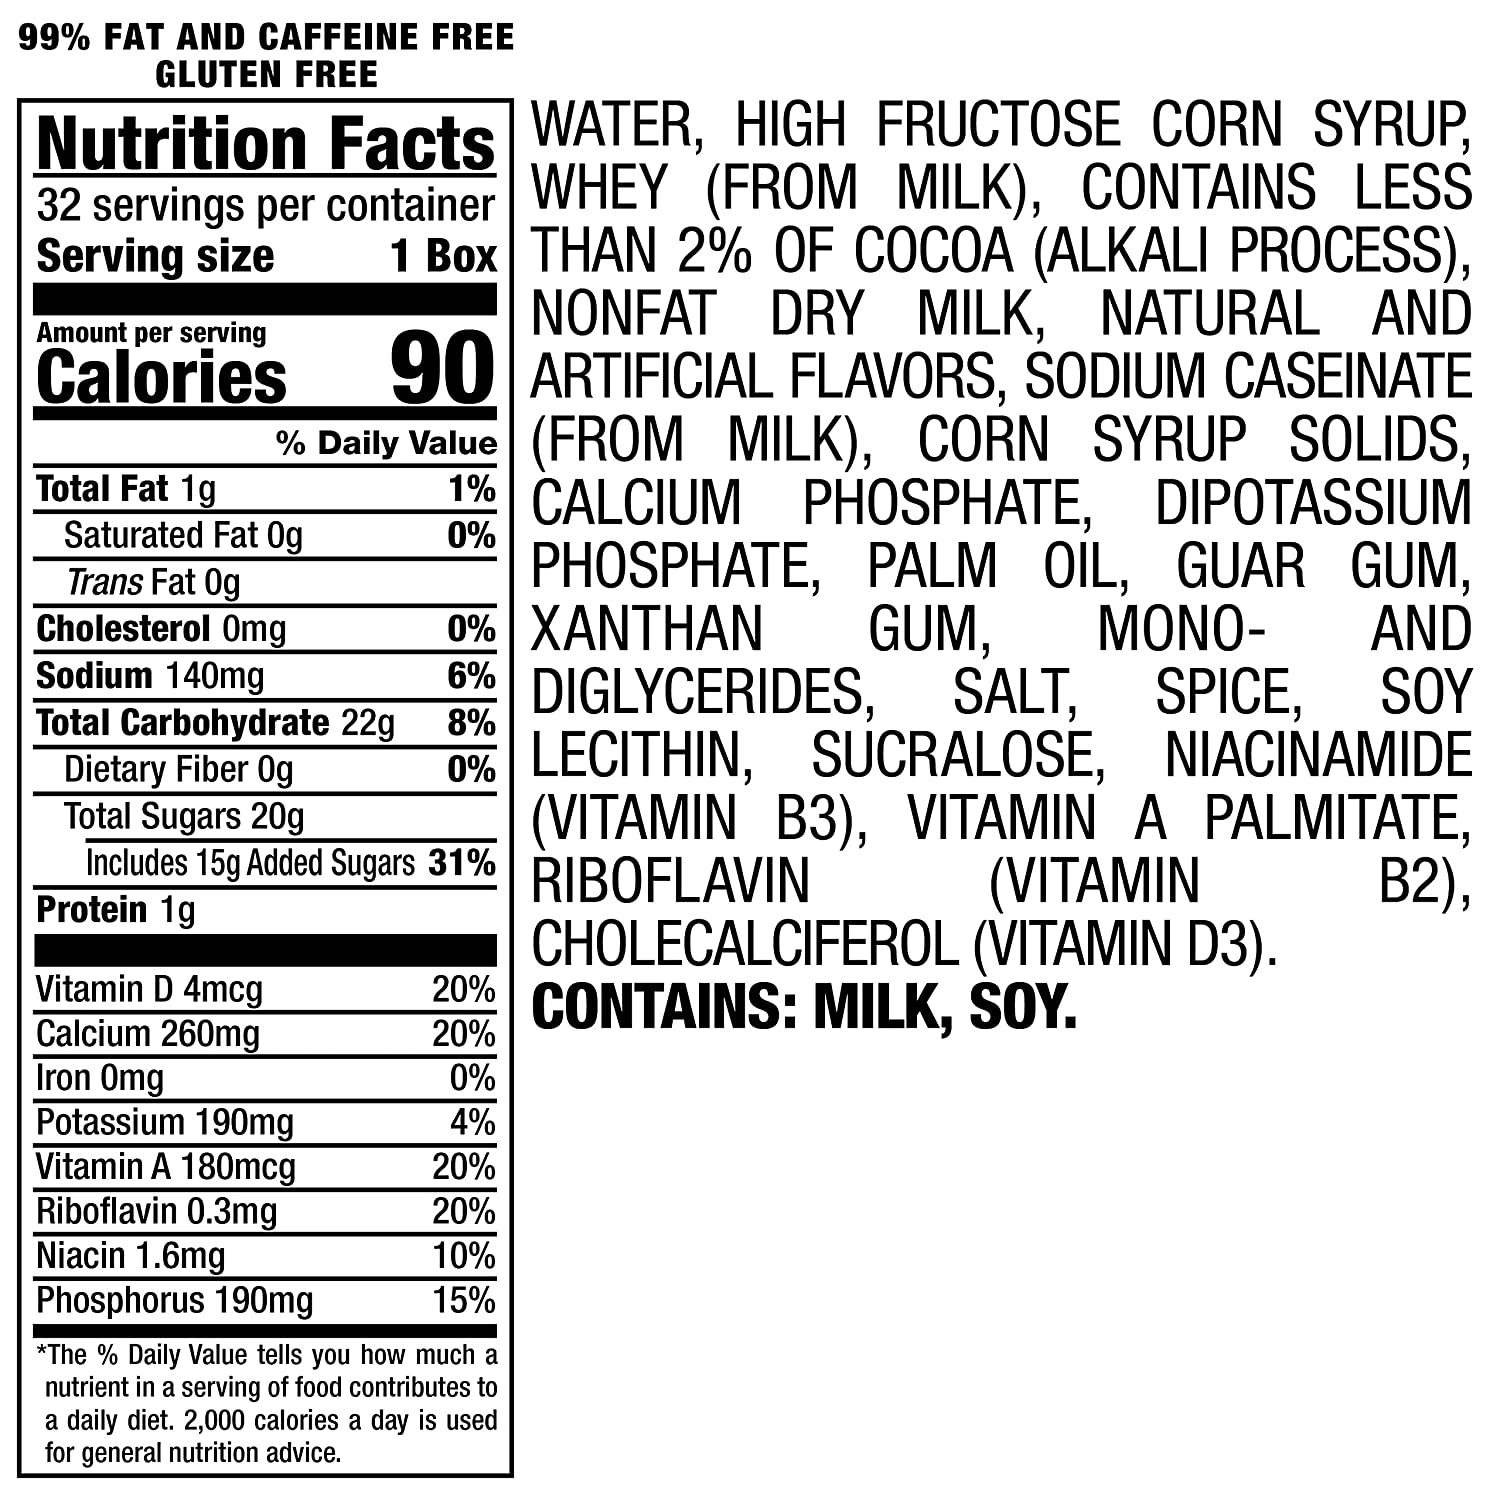 99% FAT AND CAFFEINE FREE
GLUTEN FREE
Nutrition Facts
32 servings per container
Serving size 1 Box
Amount per serving
Calories 90
% Daily Value
Total Fat 1g 1%
Saturated Fat 0g 0%
Trans Fat 0g
Cholesterol 0mg 0%
Sodium 140mg 6%
Total Carbohydrate 22g 8%
Dietary Fiber 0g 0%
Total Sugars 20g
Includes 15g Added Sugars 31%
Protein 1g
Vitamin D 4mcg 20%
Calcium 260mg 20%
Iron 0mg 0%
Potassium 190mg 4%
Vitamin A 180mcg 20%
Riboflavin 0.3mg 20%
Niacin 1.6mg 10%
Phosphorus 190mg 15%
*The % Daily Value tells you how much a
nutrient in a serving of food contributes to
a daily diet. 2,000 calories a day is used
for general nutrition advice.
WATER, HIGH FRUCTOSE CORN SYRUP,
WHEY (FROM MILK), CONTAINS LESS
THAN 2% OF COCOA (ALKALI PROCESS),
NONFAT DRY MILK, NATURAL AND
ARTIFICIAL FLAVORS, SODIUM CASEINATE
(FROM MILK), CORN SYRUP SOLIDS,
CALCIUM PHOSPHATE, DIPOTASSIUM
PHOSPHATE, PALM OIL, GUAR GUM,
XANTHAN GUM, MONO- AND
DIGLYCERIDES, SALT, SPICE, SOY
LECITHIN, SUCRALOSE, NIACINAMIDE
(VITAMIN B3), VITAMIN A PALMITATE,
RIBOFLAVIN (VITAMIN B2),
CHOLECALCIFEROL (VITAMIN D3).
CONTAINS: MILK, SOY.